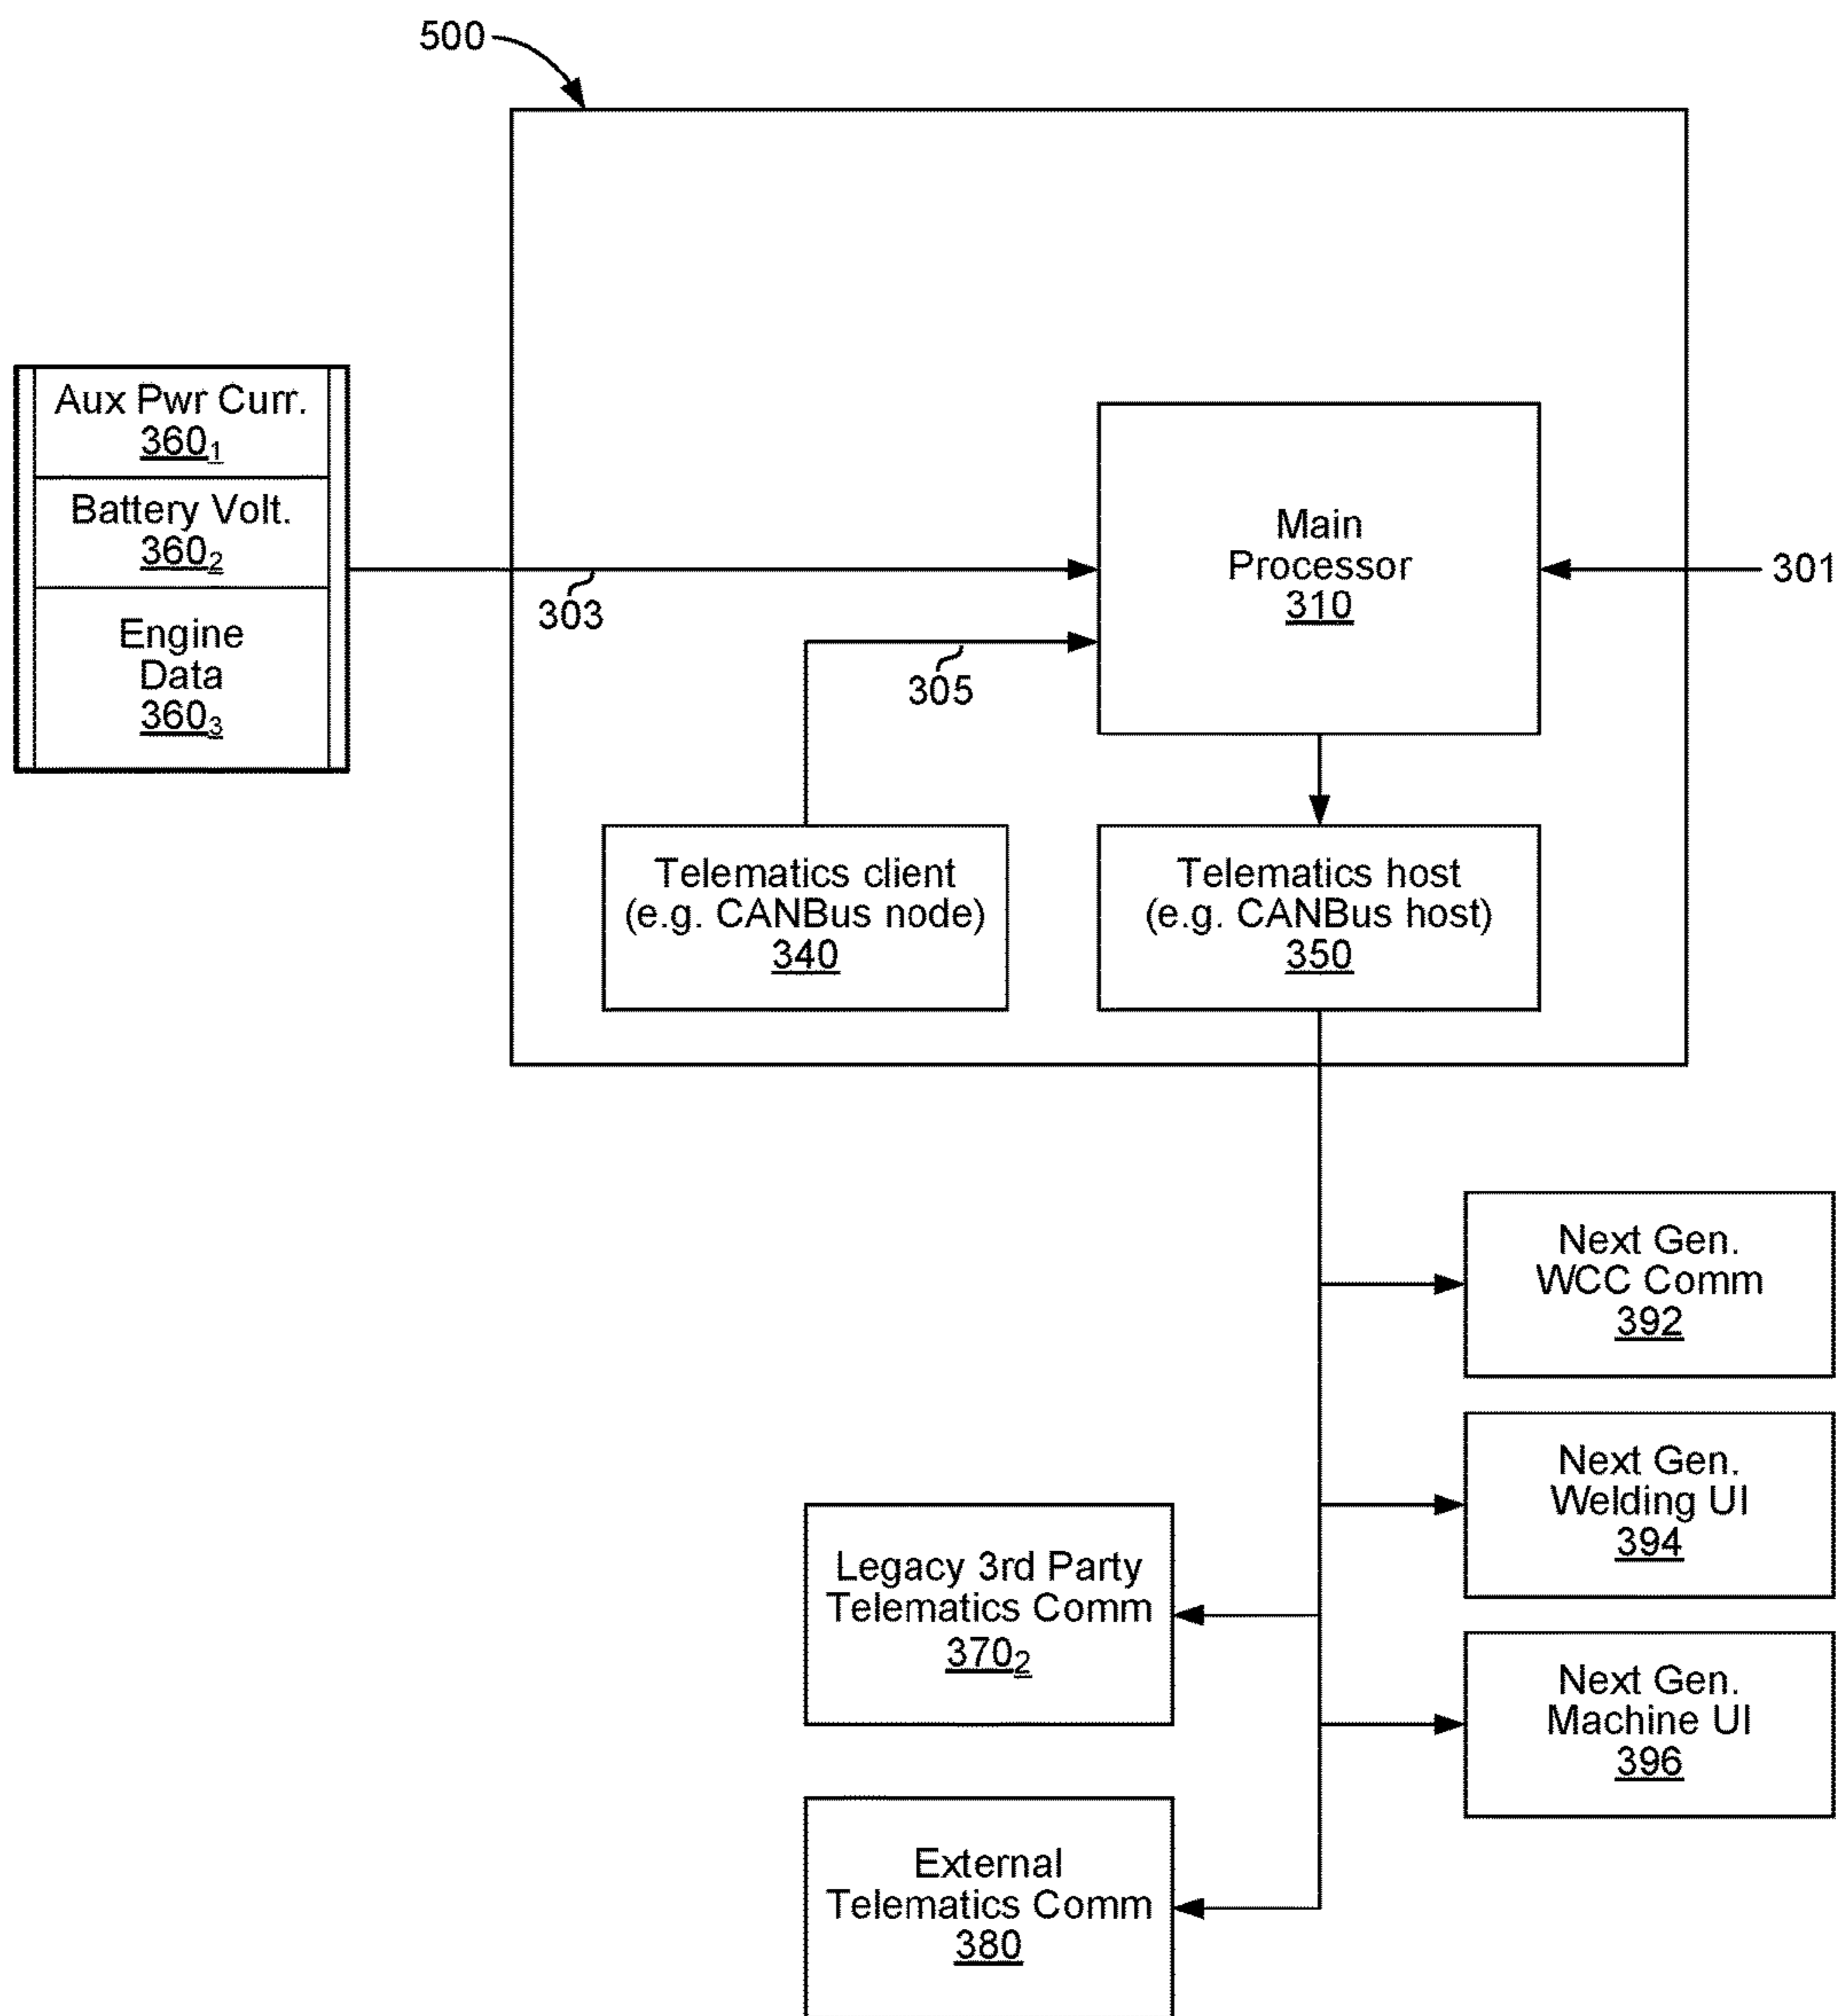 500
Aux Pwr Curr.
360₁
Battery Volt.
360₂
Engine
Data
360₃
303
305
Main
Processor
310
301
Telematics client
(e.g. CANBus node)
340
Telematics host
(e.g. CANBus host)
350
Next Gen.
WCC Comm
392
Next Gen.
Welding UI
394
Legacy 3rd Party
Telematics Comm
370₂
Next Gen.
Machine UI
396
External
Telematics Comm
380